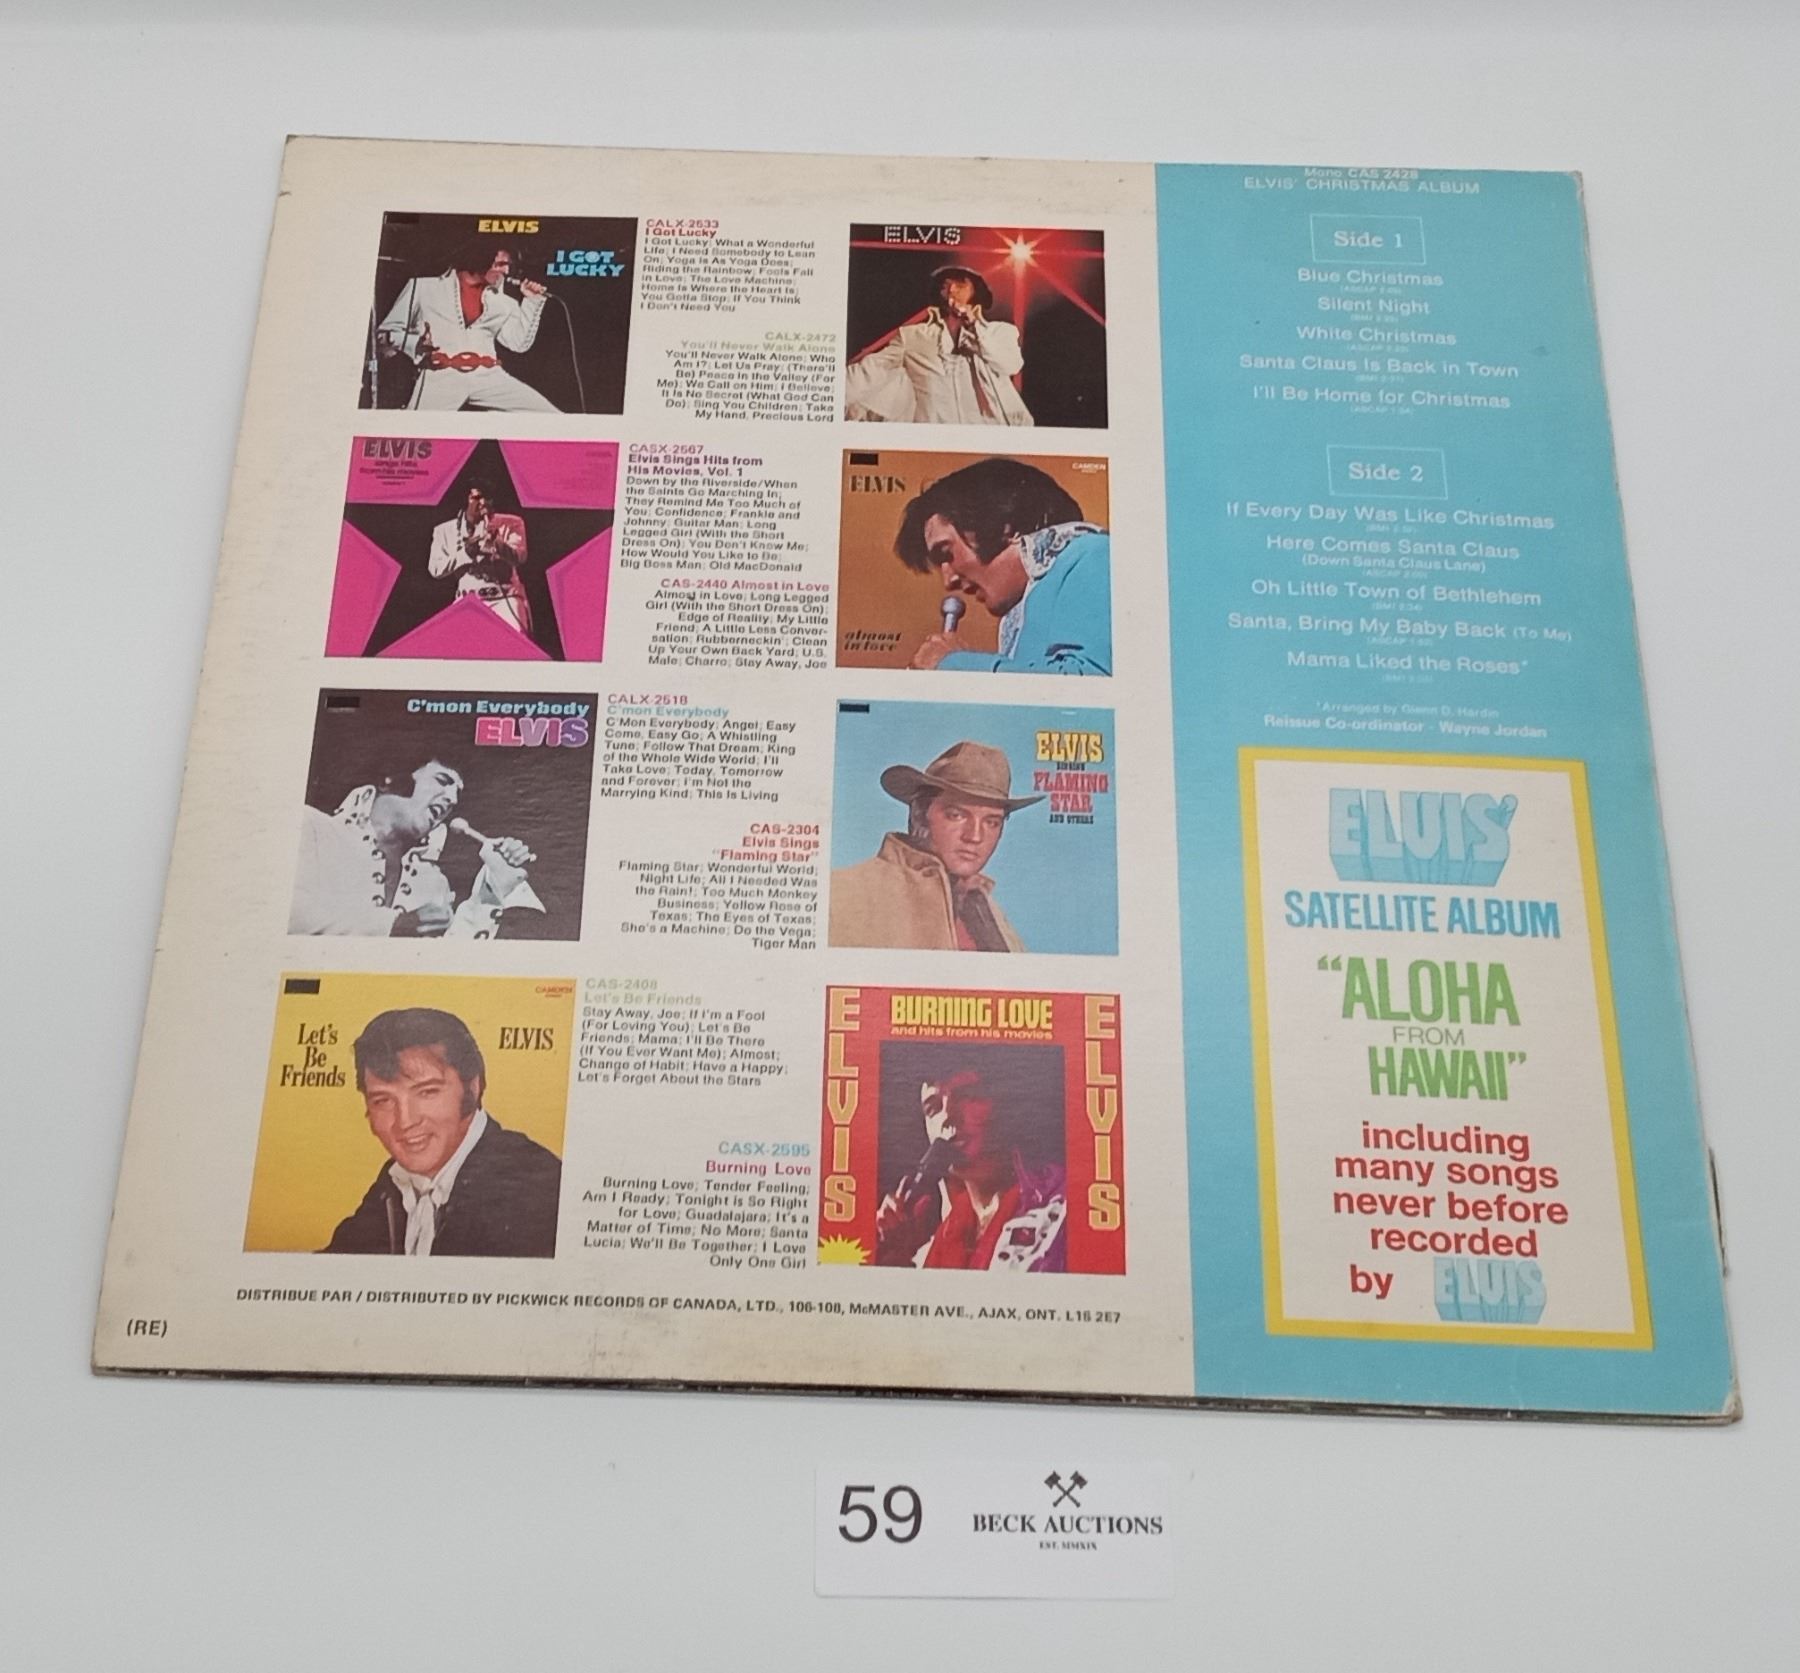 ELVIS
I GOT
LUCKY
CALX-2533
I Got Lucky
I Got Lucky; What a Wonderful
Life; I Need Somebody to Lean
On; Yoga Is As Yoga Does;
Riding the Rainbow; Fools Fall
in Love; The Love Machine;
Home Is Where the Heart Is;
You Gotta Stop; If You Think
I Don't Need You
CALX-2472
You'll Never Walk Alone
You'll Never Walk Alone; Who
Am I?; Let Us Pray; (There'll
Be) Peace in the Valley (For
Me); We Call on Him; I Believe;
It Is No Secret (What God Can
Do); Sing You Children; Take
My Hand, Precious Lord
ELVIS
ELVIS
sings hits
from his movies
CASX-2567
Elvis Sings Hits from
His Movies, Vol. 1
Down by the Riverside/When
the Saints Go Marching In;
They Remind Me Too Much of
You; Confidence; Frankie and
Johnny; Guitar Man; Long
Legged Girl (With the Short
Dress On); You Don't Know Me;
How Would You Like to Be;
Big Boss Man; Old MacDonald
CAS-2440 Almost in Love
Almost in Love; Long Legged
Girl (With the Short Dress On);
Edge of Reality; My Little
Friend; A Little Less Conver-
sation; Rubberneckin'; Clean
Up Your Own Back Yard; U.S.
Male; Charro; Stay Away, Joe
CAMDEN
ELVIS
almost
in love
C'mon Everybody
ELVIS
CALX-2518
C'mon Everybody
C'Mon Everybody; Angel; Easy
Come, Easy Go; A Whistling
Tune; Follow That Dream; King
of the Whole Wide World; I'll
Take Love; Today, Tomorrow
and Forever; I'm Not the
Marrying Kind; This Is Living
CAS-2304
Elvis Sings
"Flaming Star"
Flaming Star; Wonderful World;
Night Life; All I Needed Was
the Rain!; Too Much Monkey
Business; Yellow Rose of
Texas; The Eyes of Texas;
She's a Machine; Do the Vega;
Tiger Man
ELVIS
SINGS
FLAMING
STAR
AND OTHERS
CAMDEN
Let's
Be
Friends
ELVIS
CAS-2408
Let's Be Friends
Stay Away, Joe; If I'm a Fool
(For Loving You); Let's Be
Friends; Mama; I'll Be There
(If You Ever Want Me); Almost;
Change of Habit; Have a Happy;
Let's Forget About the Stars
CASX-2595
Burning Love
Burning Love; Tender Feeling;
Am I Ready; Tonight is So Right
for Love; Guadalajara; It's a
Matter of Time; No More; Santa
Lucia; We'll Be Together; I Love
Only One Girl
ELVIS
BURNING LOVE
and hits from his movies
ELVIS
DISTRIBUE PAR / DISTRIBUTED BY PICKWICK RECORDS OF CANADA, LTD., 106-108, McMASTER AVE., AJAX, ONT. L1S 2E7
(RE)
Mono CAS 2428
ELVIS' CHRISTMAS ALBUM
Side 1
Blue Christmas
Silent Night
White Christmas
Santa Claus Is Back in Town
I'll Be Home for Christmas
Side 2
If Every Day Was Like Christmas
Here Comes Santa Claus
(Down Santa Claus Lane)
Oh Little Town of Bethlehem
Santa, Bring My Baby Back (To Me)
Mama Liked the Roses*
*Arranged by Glenn D. Hardin
Reissue Co-ordinator - Wayne Jordan
ELVIS'
SATELLITE ALBUM
"ALOHA
FROM
HAWAII"
including
many songs
never before
recorded
by ELVIS
59
BECK AUCTIONS
EST. MMXIX